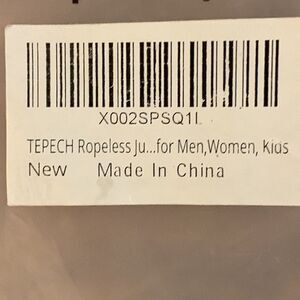 X002SPSQ1L
TEPECH Ropeless Ju...for Men,Women, Kids
New Made In China